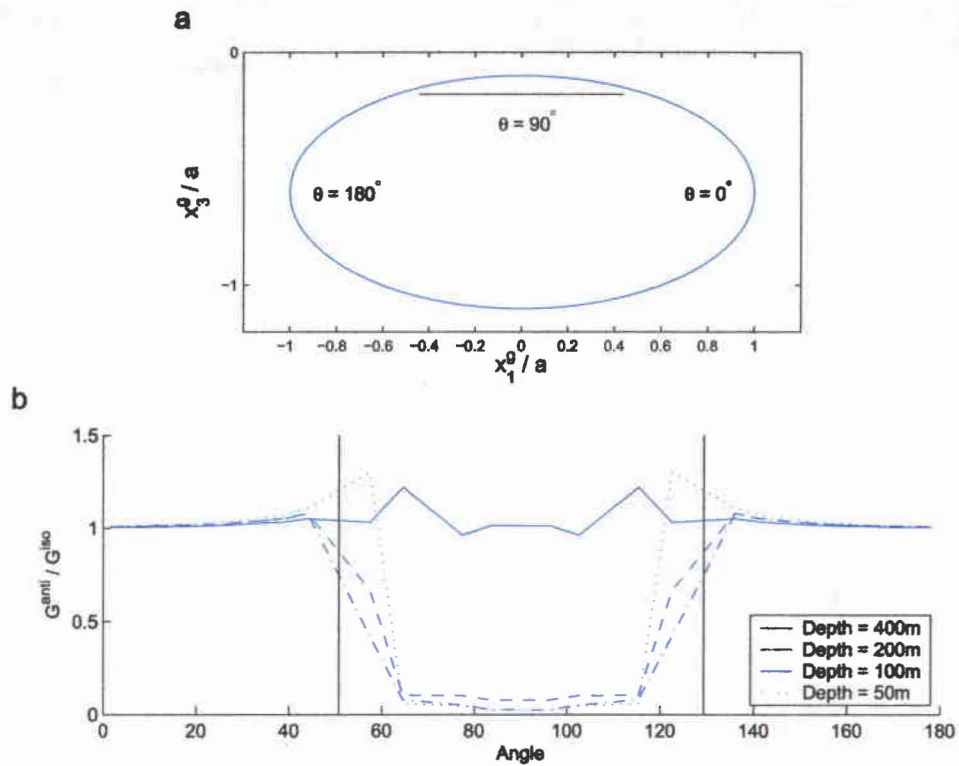 a
0
θ = 90°
x₃ᵍ / a
θ = 180°
θ = 0°
−1
−1 −0.8 −0.6 −0.4 −0.2 0 0.2 0.4 0.6 0.8 1
x₁ᵍ / a
b
1.5
1
0.5
0
Gᵃⁿᵗⁱ / Gⁱˢᵒ
Depth = 400m
Depth = 200m
Depth = 100m
Depth = 50m
0 20 40 60 80 100 120 140 160 180
Angle